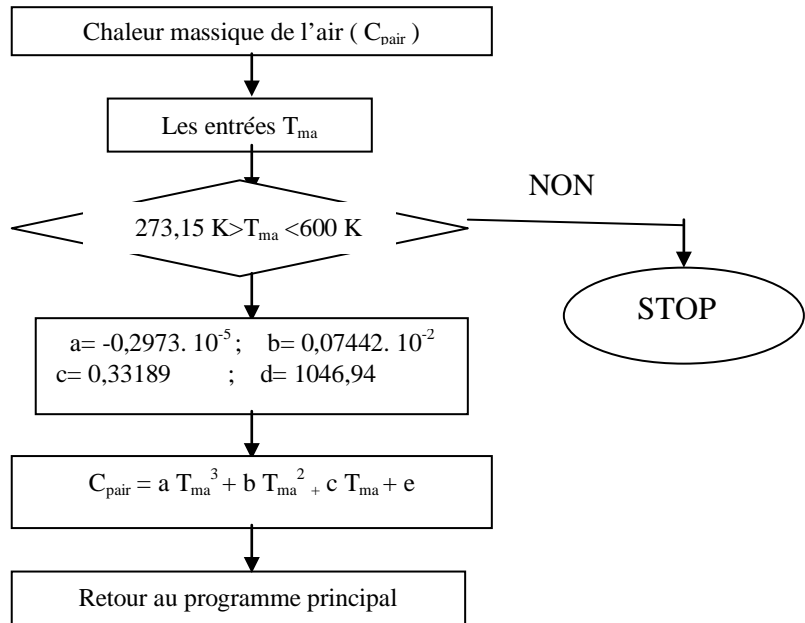 Chaleur massique de l’air ( C_pair )
Les entrées T_ma
NON
273,15 K>T_ma <600 K
STOP
a= -0,2973. 10^-5 ;    b= 0,07442. 10^-2
c= 0,33189    ;    d= 1046,94
C_pair = a T_ma^3 + b T_ma^2 + c T_ma + e
Retour au programme principal